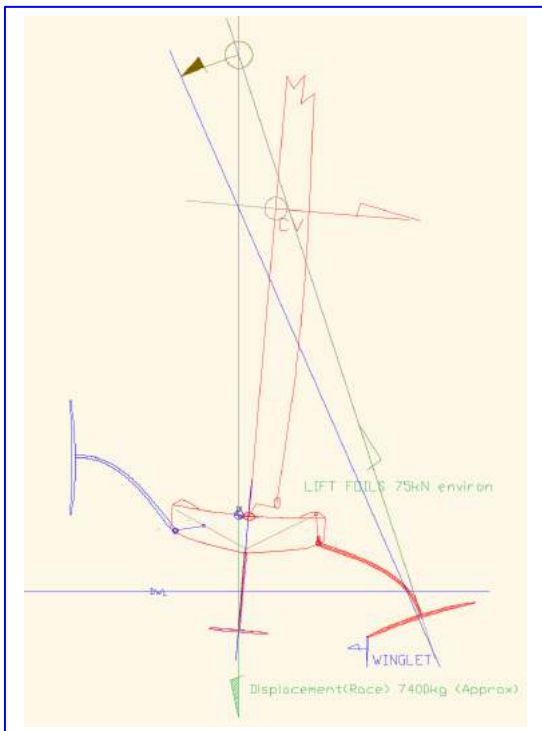 CV
LIFT FOILS 75kN environ
DWL
WINGLET
Displacement(Race) 7400kg (Approx)